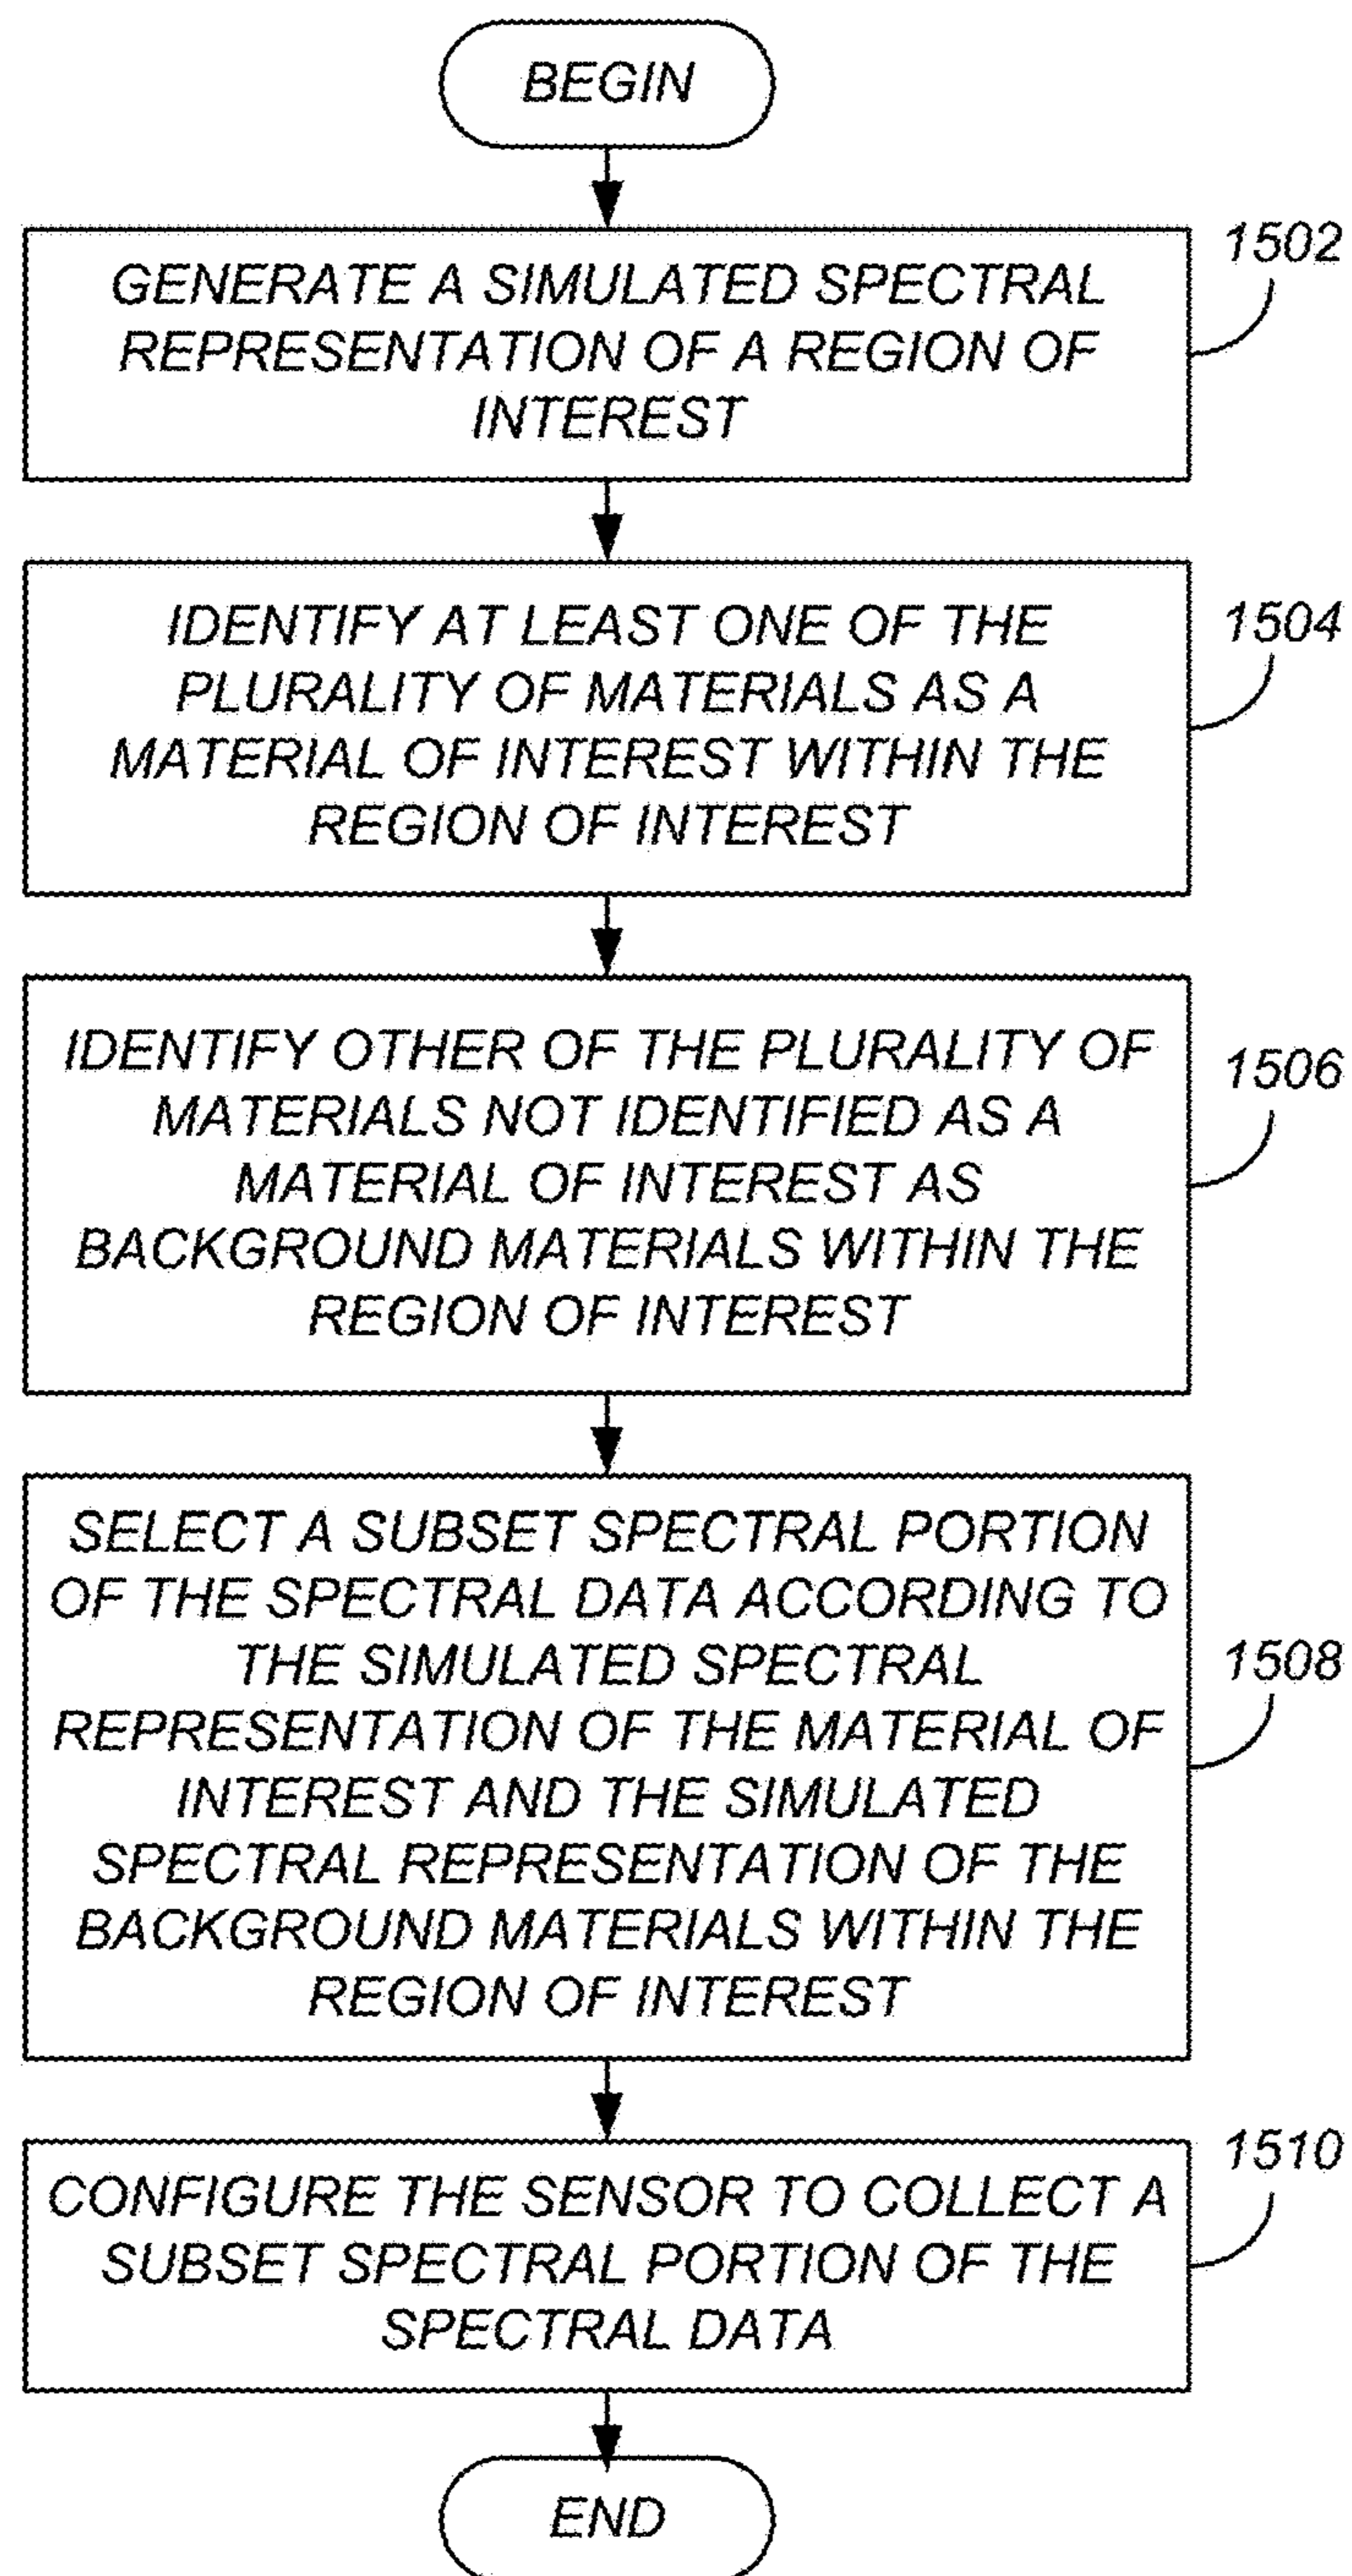 BEGIN
1502
GENERATE A SIMULATED SPECTRAL
REPRESENTATION OF A REGION OF
INTEREST
1504
IDENTIFY AT LEAST ONE OF THE
PLURALITY OF MATERIALS AS A
MATERIAL OF INTEREST WITHIN THE
REGION OF INTEREST
1506
IDENTIFY OTHER OF THE PLURALITY OF
MATERIALS NOT IDENTIFIED AS A
MATERIAL OF INTEREST AS
BACKGROUND MATERIALS WITHIN THE
REGION OF INTEREST
1508
SELECT A SUBSET SPECTRAL PORTION
OF THE SPECTRAL DATA ACCORDING TO
THE SIMULATED SPECTRAL
REPRESENTATION OF THE MATERIAL OF
INTEREST AND THE SIMULATED
SPECTRAL REPRESENTATION OF THE
BACKGROUND MATERIALS WITHIN THE
REGION OF INTEREST
1510
CONFIGURE THE SENSOR TO COLLECT A
SUBSET SPECTRAL PORTION OF THE
SPECTRAL DATA
END